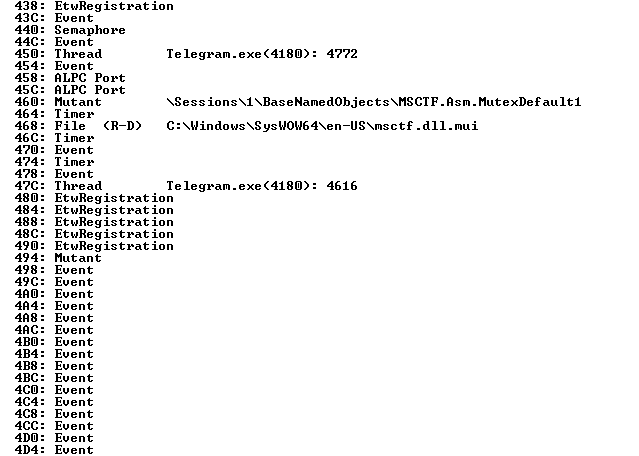 438: EtwRegistration
43C: Event
440: Semaphore
44C: Event
450: Thread        Telegram.exe(4180): 4772
454: Event
458: ALPC Port
45C: ALPC Port
460: Mutant        \Sessions\1\BaseNamedObjects\MSCTF.Asm.MutexDefault1
464: Timer
468: File  (R-D)   C:\Windows\SysWOW64\en-US\msctf.dll.mui
46C: Timer
470: Event
474: Timer
478: Event
47C: Thread        Telegram.exe(4180): 4616
480: EtwRegistration
484: EtwRegistration
488: EtwRegistration
48C: EtwRegistration
490: EtwRegistration
494: Mutant
498: Event
49C: Event
4A0: Event
4A4: Event
4A8: Event
4AC: Event
4B0: Event
4B4: Event
4B8: Event
4BC: Event
4C0: Event
4C4: Event
4C8: Event
4CC: Event
4D0: Event
4D4: Event